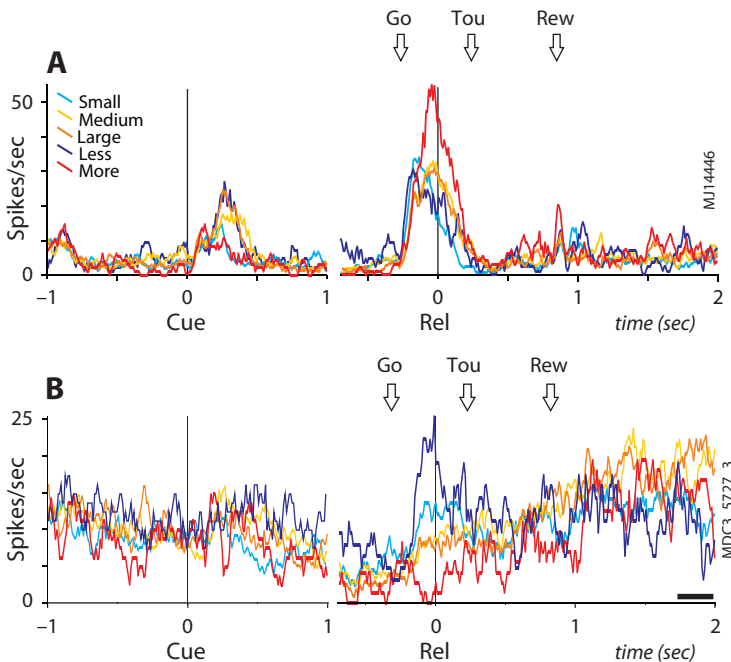 Go Tou Rew
A
50
0
Spikes/sec
Small
Medium
Large
Less
More
MJ14446
−1 0 1 0 1 2
Cue Rel time (sec)
B
Go Tou Rew
25
0
Spikes/sec
MDC3_5727_3
−1 0 1 0 1 2
Cue Rel time (sec)